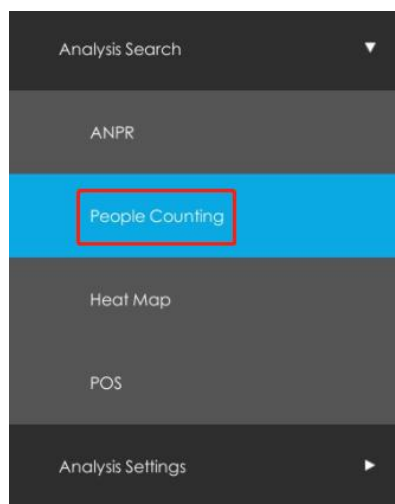 Analysis Search
ANPR
People Counting
Heat Map
POS
Analysis Settings